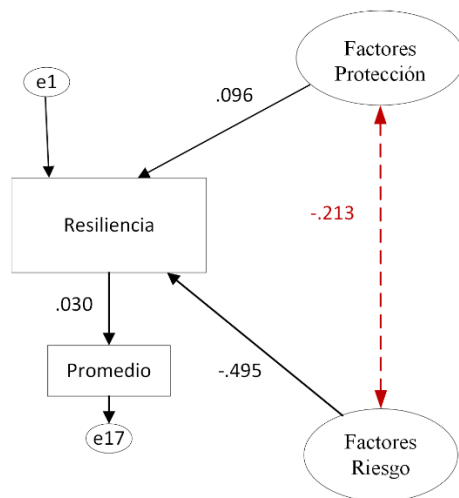 Factores
Protección
e1
.096
-.213
Resiliencia
.030
-.495
Promedio
e17
Factores
Riesgo